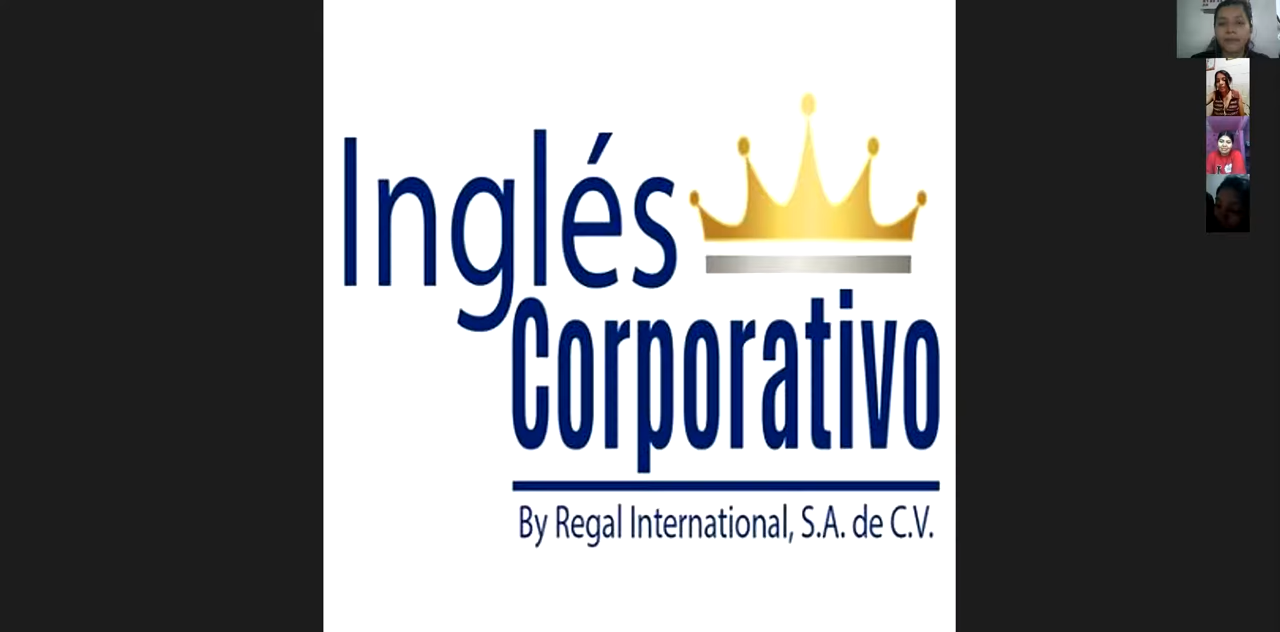 Inglés
Corporativo
By Regal International, S.A. de C.V.